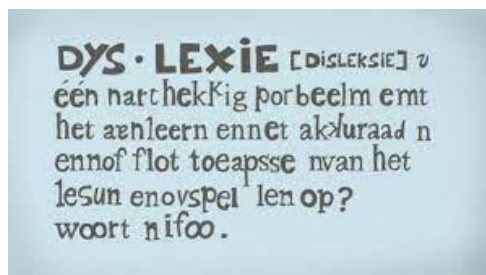 DYS · LEXIE [DISLEKSIE] v
één narthekkig porbeelm emt
het aenleern ennet akkuraad n
ennof flot toeapsse nvan het
lesun enovspel len op?
woort nifoo.